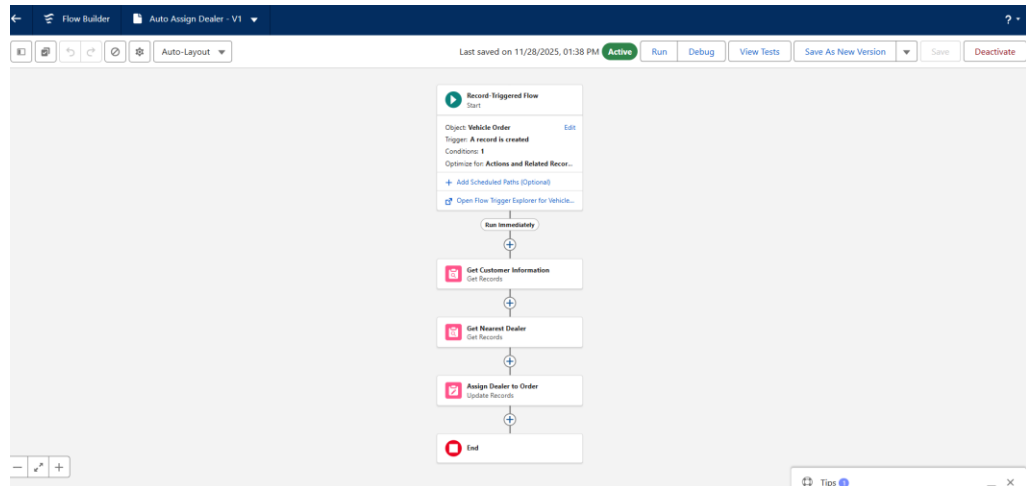 Flow Builder
Auto Assign Dealer - V1
?
Auto-Layout
Last saved on 11/28/2025, 01:38 PM
Active
Run
Debug
View Tests
Save As New Version
Save
Deactivate
Record-Triggered Flow
Start
Object: Vehicle Order
Edit
Trigger: A record is created
Conditions: 1
Optimize for: Actions and Related Recor...
+ Add Scheduled Paths (Optional)
Open Flow Trigger Explorer for Vehicle...
Run Immediately
Get Customer Information
Get Records
Get Nearest Dealer
Get Records
Assign Dealer to Order
Update Records
End
Tips 1